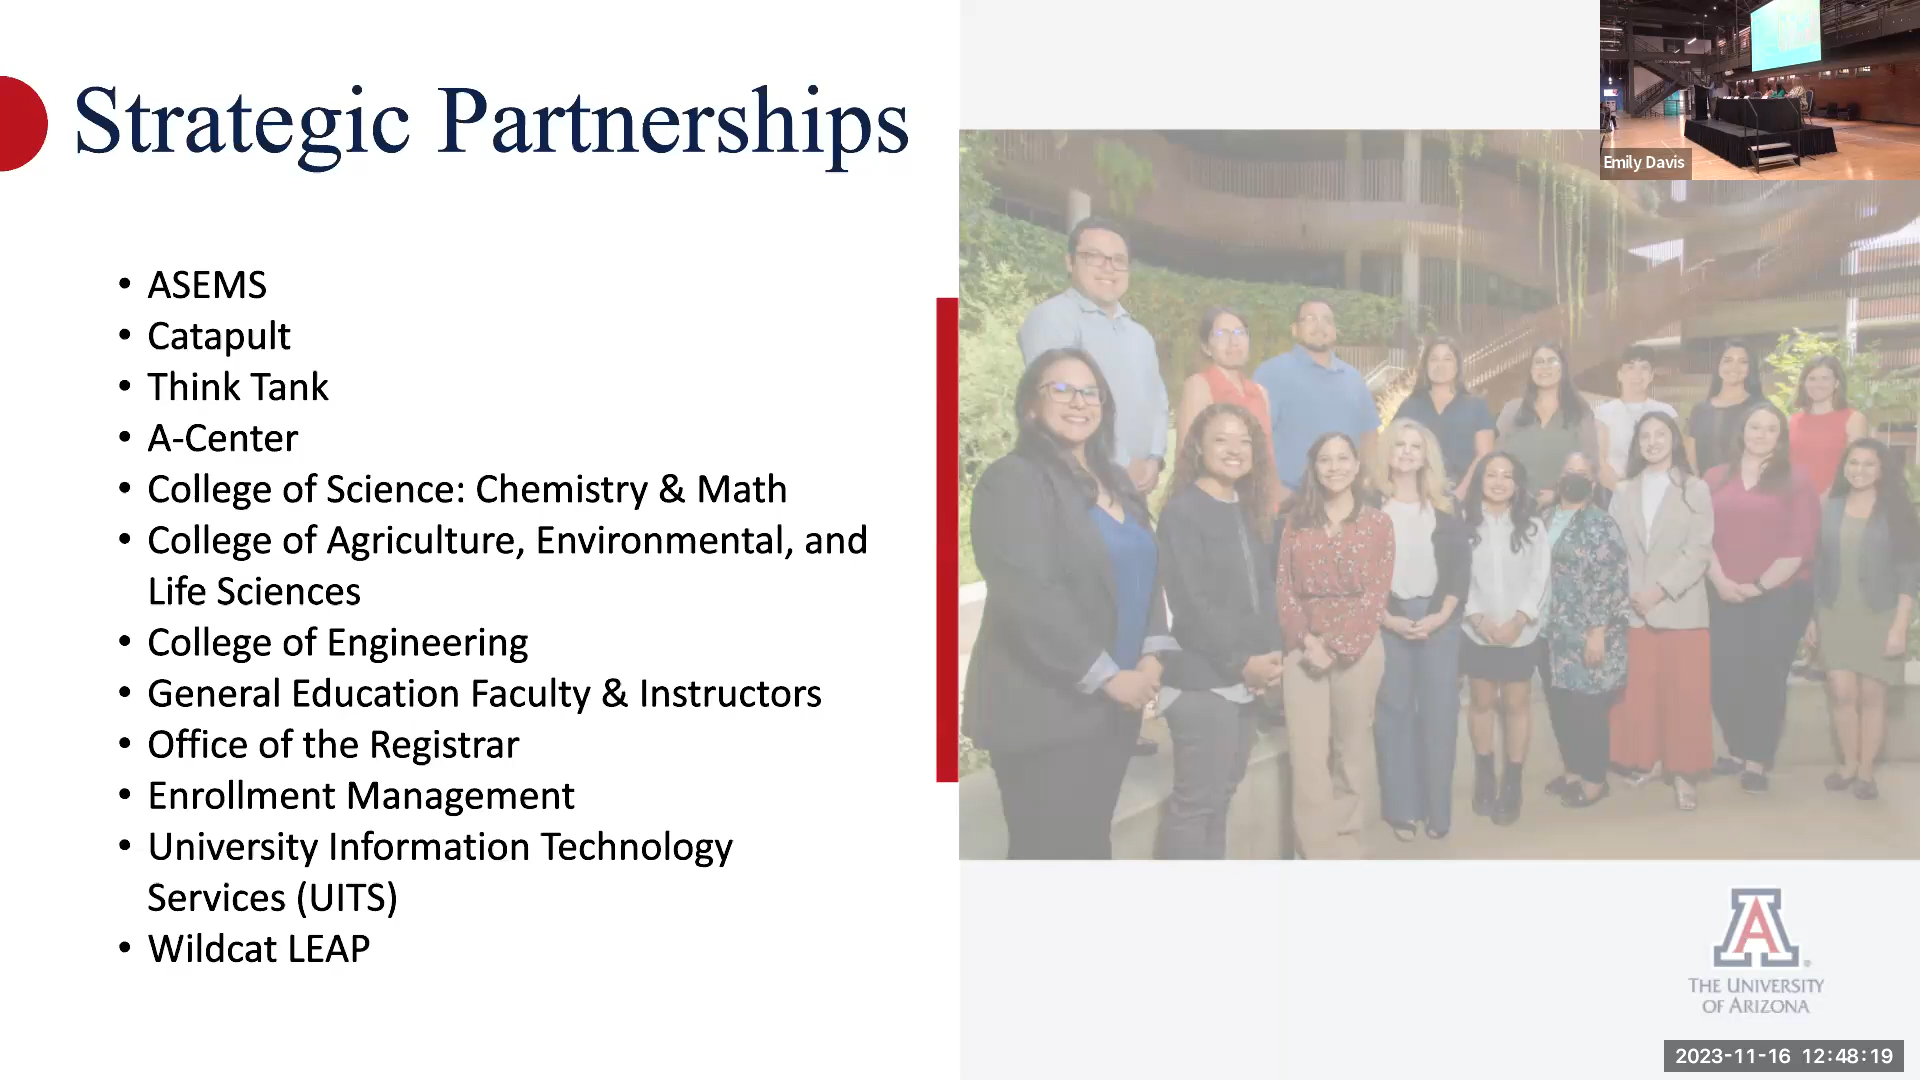 Strategic Partnerships
• ASEMS
• Catapult
• Think Tank
• A-Center
• College of Science: Chemistry & Math
• College of Agriculture, Environmental, and
Life Sciences
• College of Engineering
• General Education Faculty & Instructors
• Office of the Registrar
• Enrollment Management
• University Information Technology
Services (UITS)
• Wildcat LEAP
Emily Davis
A
THE UNIVERSITY
OF ARIZONA
2023-11-16 12:48:19